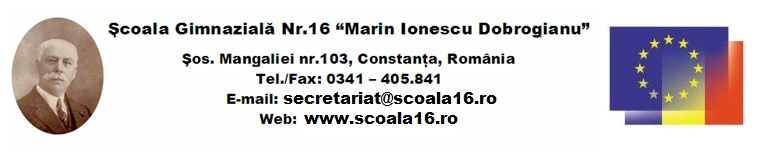 Şcoala Gimnazială Nr.16 “Marin Ionescu Dobrogianu”
Şos. Mangaliei nr.103, Constanţa, România
Tel./Fax: 0341 – 405.841
E-mail: secretariat@scoala16.ro
Web: www.scoala16.ro